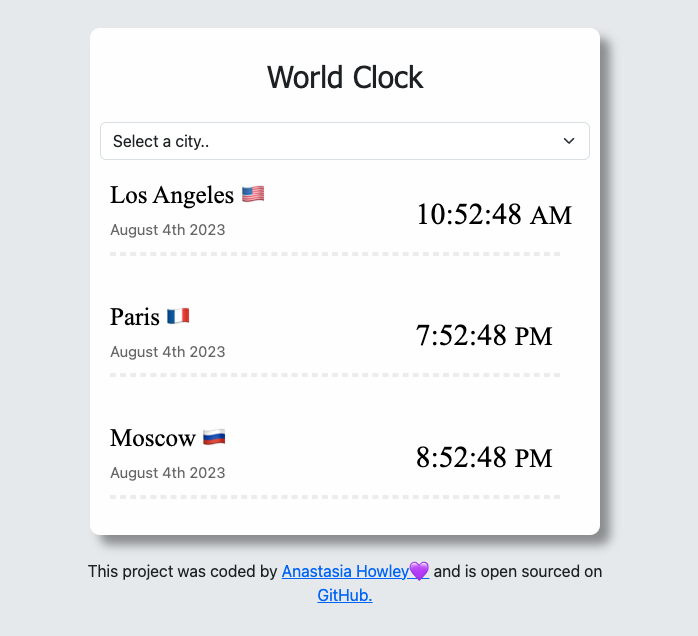 World Clock
Select a city..
Los Angeles 🇺🇸
10:52:48 AM
August 4th 2023
Paris 🇫🇷
7:52:48 PM
August 4th 2023
Moscow 🇷🇺
8:52:48 PM
August 4th 2023
This project was coded by Anastasia Howley💜 and is open sourced on
GitHub.